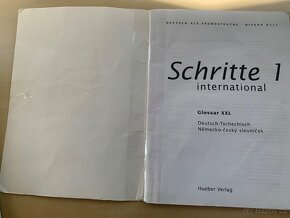 DEUTSCH ALS FREMDSPRACHE NIVEAU A1/1
Schritte 1
international
Glossar XXL
Deutsch-Tschechisch
Německo-český slovníček
Hueber Verlag